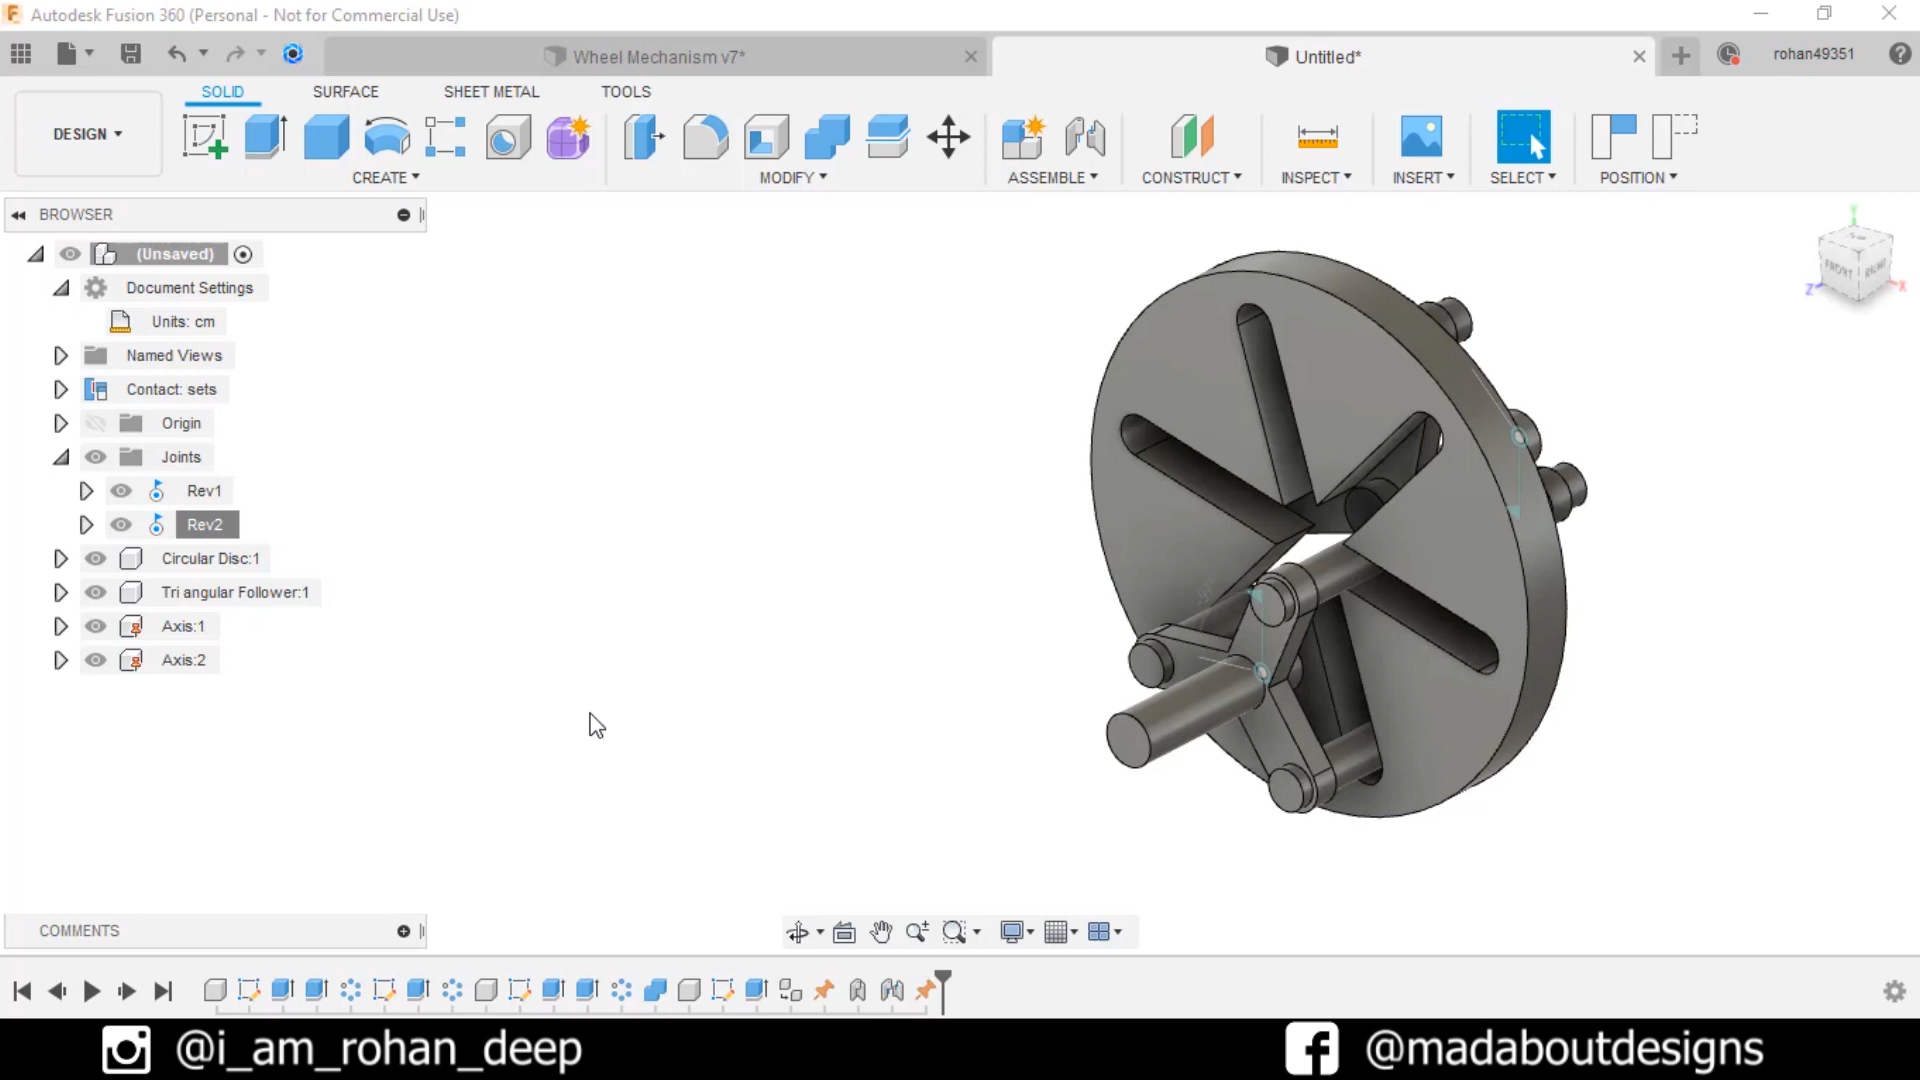 Autodesk Fusion 360 (Personal - Not for Commercial Use)
Wheel Mechanism v7*
Untitled*
rohan49351
DESIGN
SOLID
SURFACE
SHEET METAL
TOOLS
CREATE
MODIFY
ASSEMBLE
CONSTRUCT
INSPECT
INSERT
SELECT
POSITION
BROWSER
(Unsaved)
Document Settings
Units: cm
Named Views
Contact: sets
Origin
Joints
Rev1
Rev2
Circular Disc:1
Tri angular Follower:1
Axis:1
Axis:2
Y
FRONT
RIGHT
Z
X
COMMENTS
@i_am_rohan_deep
@madaboutdesigns